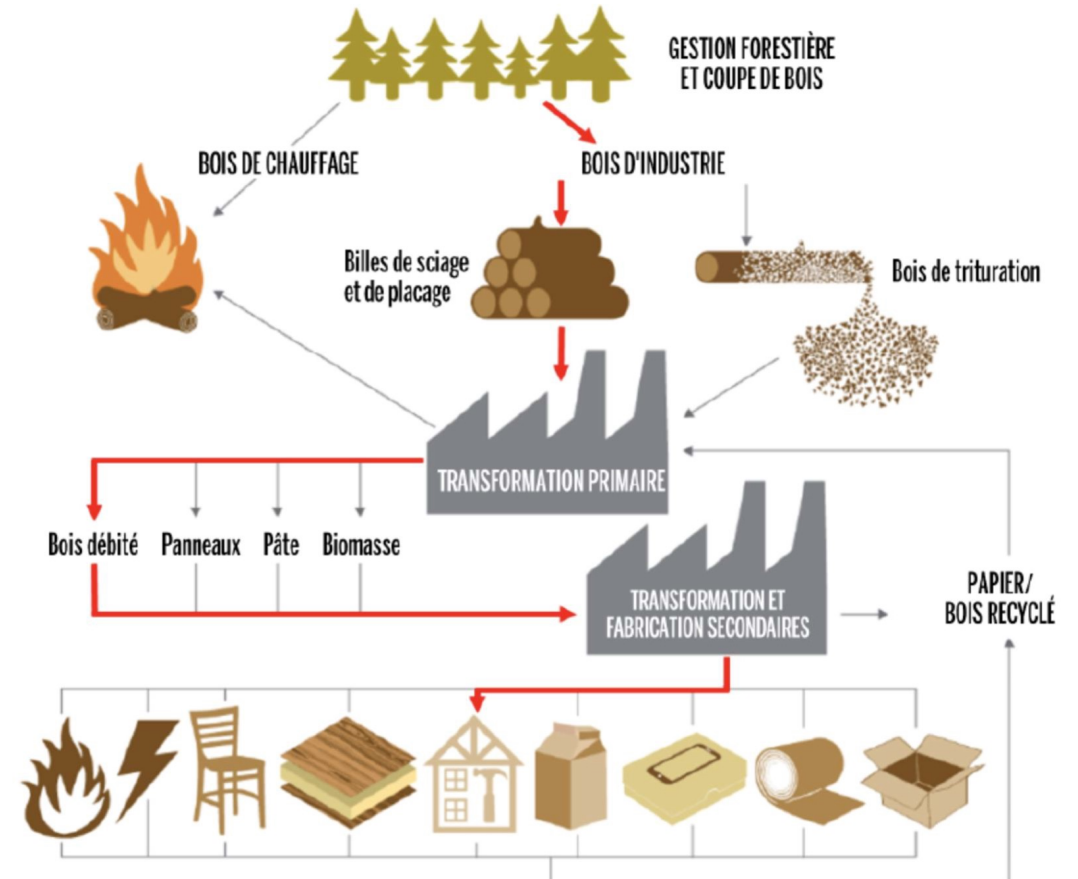 GESTION FORESTIÈRE
ET COUPE DE BOIS
BOIS DE CHAUFFAGE
BOIS D'INDUSTRIE
Billes de sciage
et de placage
Bois de trituration
TRANSFORMATION PRIMAIRE
Bois débité
Panneaux
Pâte
Biomasse
TRANSFORMATION ET
FABRICATION SECONDAIRES
PAPIER/
BOIS RECYCLÉ